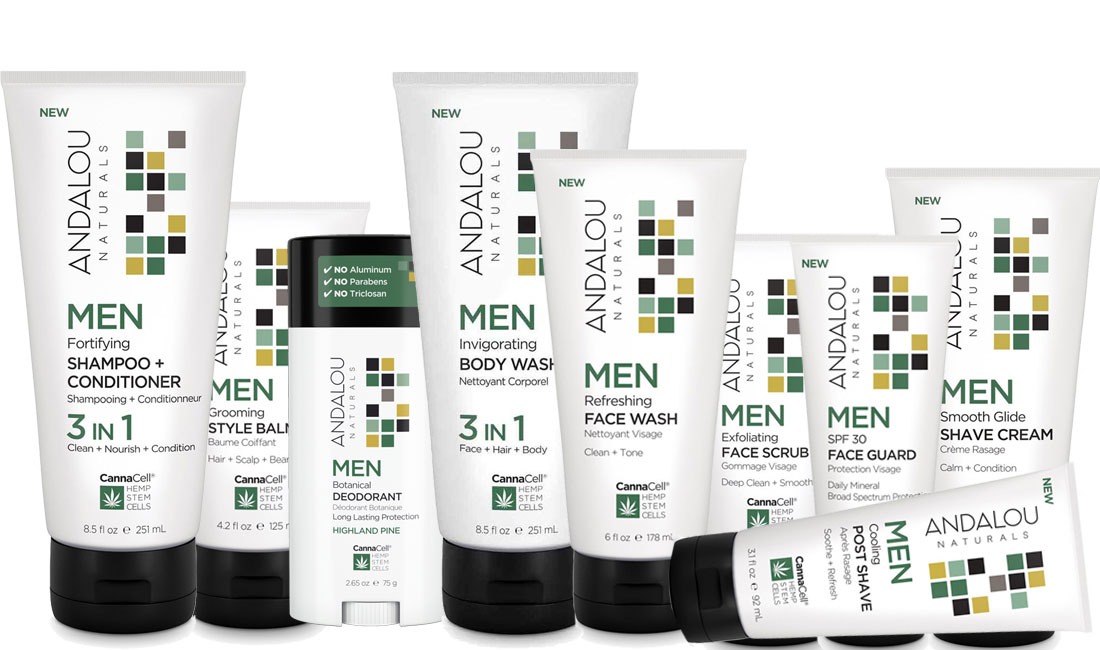 NEW
ANDALOU
NATURALS
MEN
Fortifying
SHAMPOO +
CONDITIONER
Shampooing + Conditionneur
3 IN 1
Clean + Nourish + Condition
CannaCell®
HEMP
STEM
CELLS
8.5 fl oz ℮ 251 mL
NATURALS
MEN
Grooming
STYLE BALM
Baume Coiffant
Hair + Scalp + Bear
CannaCell®
HEMP
STEM
CELLS
4.2 fl oz ℮ 125 m
✓ NO Aluminum
✓ NO Parabens
✓ NO Triclosan
ANDALOU
NATURALS
MEN
Botanical
DEODORANT
Déodorant Botanique
Long Lasting Protection
HIGHLAND PINE
CannaCell®
HEMP
STEM
CELLS
2.65 oz ℮ 75 g
NEW
ANDALOU
NATURALS
MEN
Invigorating
BODY WASH
Nettoyant Corporel
3 IN 1
Face + Hair + Body
CannaCell®
HEMP
STEM
CELLS
8.5 fl oz ℮ 251 mL
NEW
ANDALOU
NATURALS
MEN
Refreshing
FACE WASH
Nettoyant Visage
Clean + Tone
CannaCell®
HEMP
STEM
CELLS
6 fl oz ℮ 178 mL
MEN
Exfoliating
FACE SCRUB
Gommage Visage
Deep Clean + Smooth
CannaCell®
HEMP
STEM
CELLS
NEW
ANDALOU
NATURALS
MEN
SPF 30
FACE GUARD
Protection Visage
Daily Mineral
Broad Spectrum Protecti
NEW
ANDALOU
NATURALS
MEN
Smooth Glide
SHAVE CREAM
Crème Rasage
Calm + Condition
NEW
ANDALOU
NATURALS
MEN
Cooling
POST SHAVE
Après Rasage
Soothe + Refresh
CannaCell®
HEMP
STEM
CELLS
3.1 fl oz ℮ 92 mL